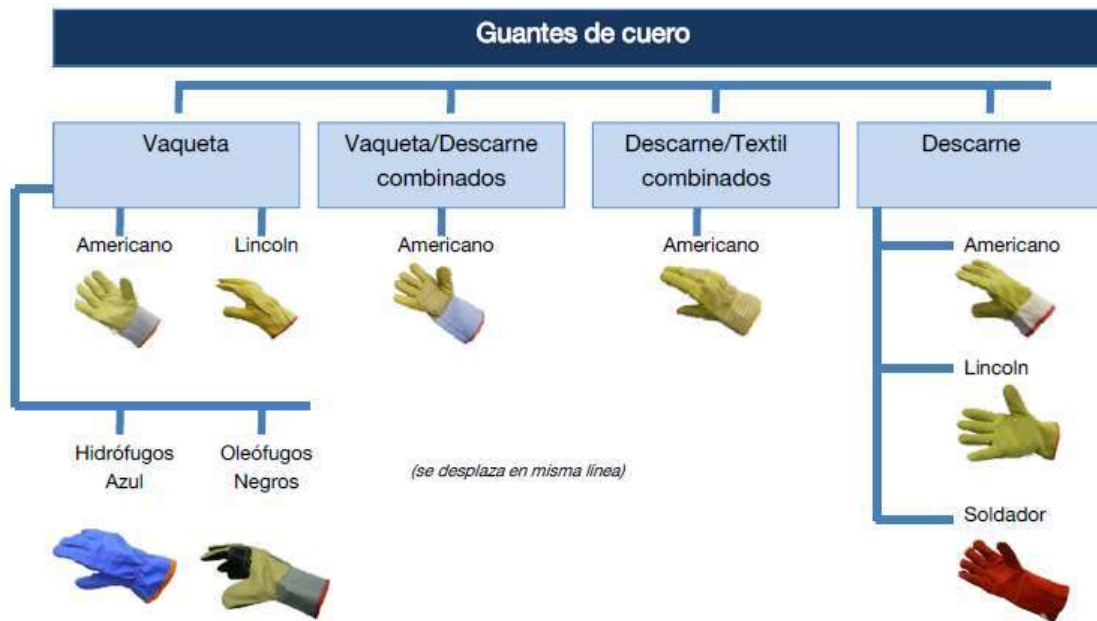 Guantes de cuero
Vaqueta
Vaqueta/Descarne
combinados
Descarne/Textil
combinados
Descarne
Americano
Lincoln
Americano
Americano
Americano
Lincoln
Hidrófugos
Azul
Oleófugos
Negros
(se desplaza en misma línea)
Soldador